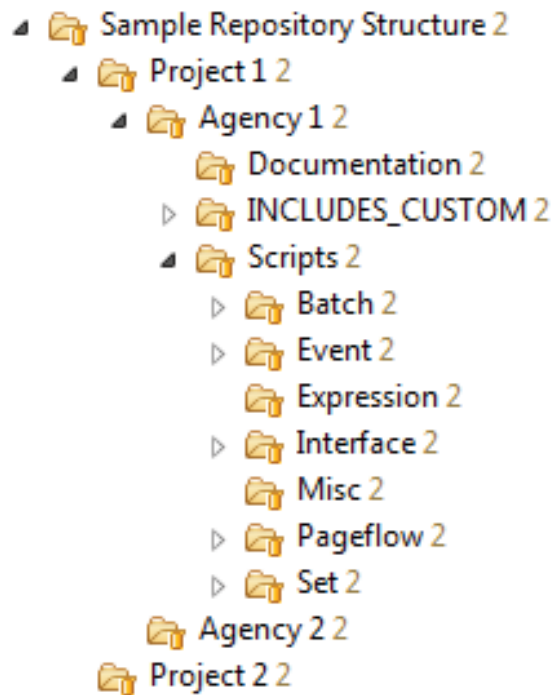 Sample Repository Structure 2
Project 1 2
Agency 1 2
Documentation 2
INCLUDES_CUSTOM 2
Scripts 2
Batch 2
Event 2
Expression 2
Interface 2
Misc 2
Pageflow 2
Set 2
Agency 2 2
Project 2 2